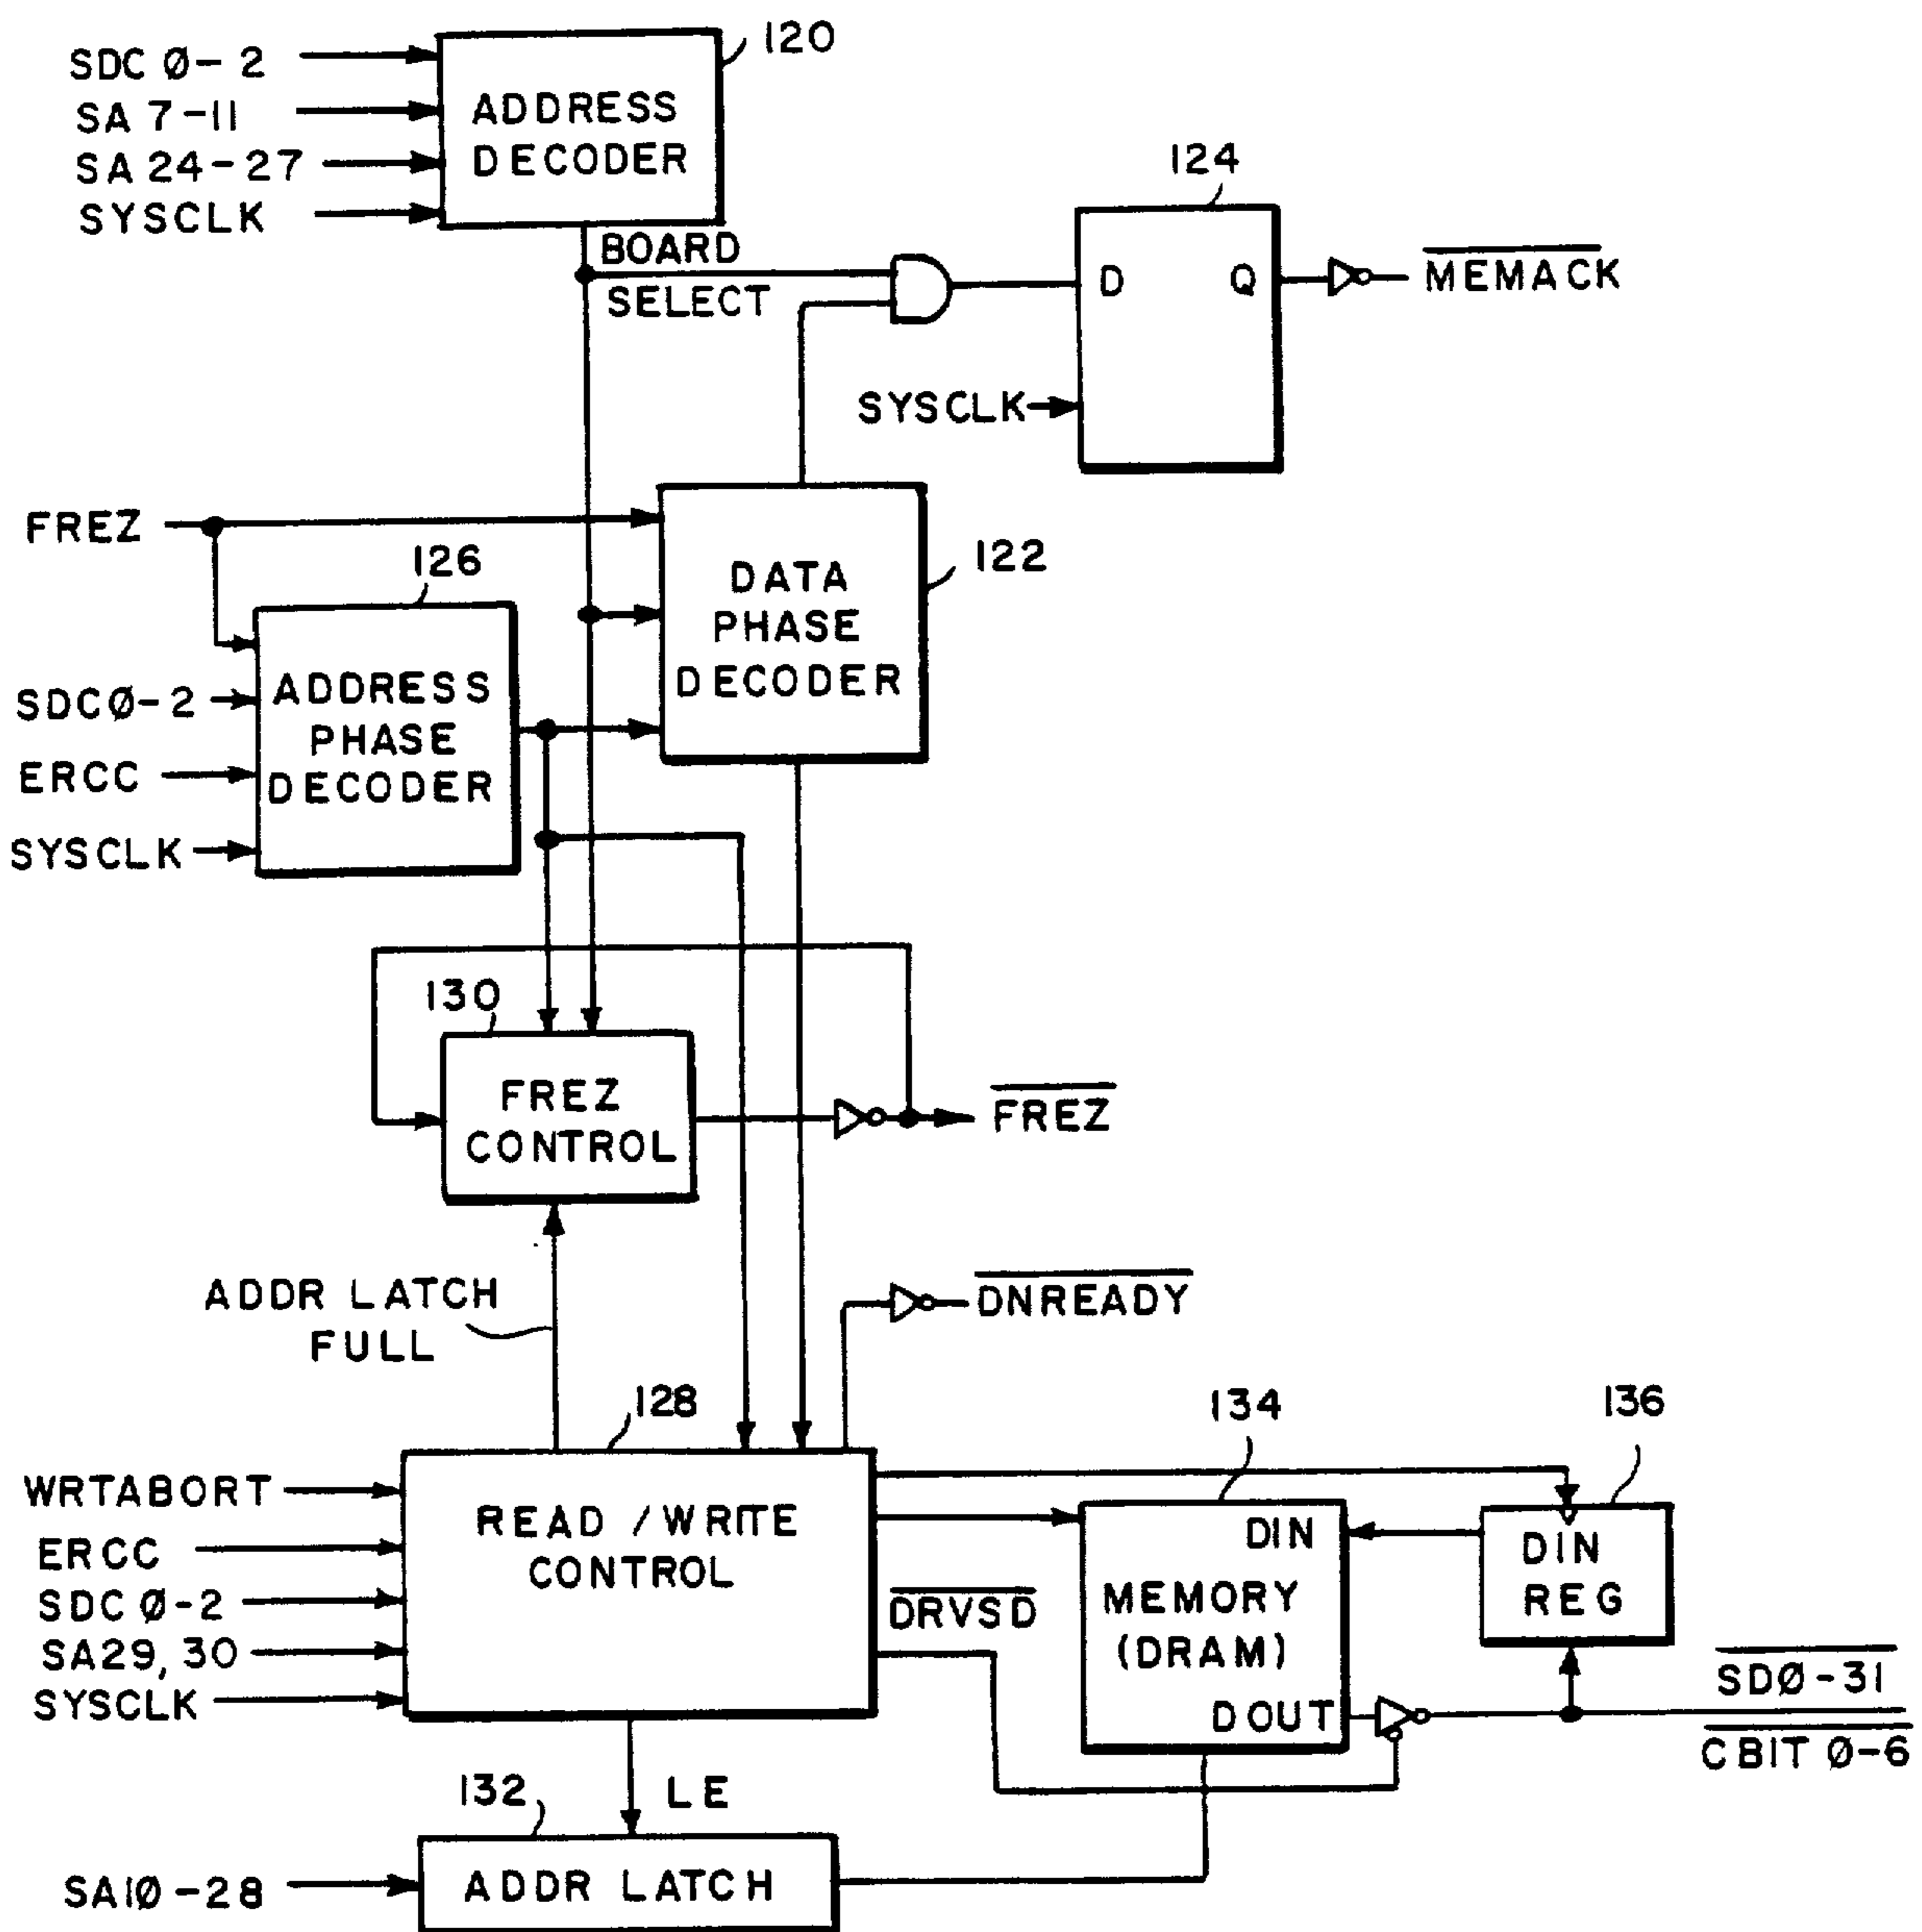 120
SDC Ø-2
SA 7-11
SA 24-27
SYSCLK
ADDRESS
DECODER
BOARD
SELECT
124
D
Q
MEMACK
SYSCLK
FREZ
126
SDCØ-2
ERCC
SYSCLK
ADDRESS
PHASE
DECODER
122
DATA
PHASE
DECODER
130
FREZ
CONTROL
FREZ
ADDR LATCH
FULL
DNREADY
128
WRTABORT
ERCC
SDC Ø-2
SA29, 30
SYSCLK
READ /WRITE
CONTROL
DRVSD
134
DIN
MEMORY
(DRAM)
DOUT
136
DIN
REG
SDØ-31
CBIT Ø-6
132
LE
SA1Ø-28
ADDR LATCH